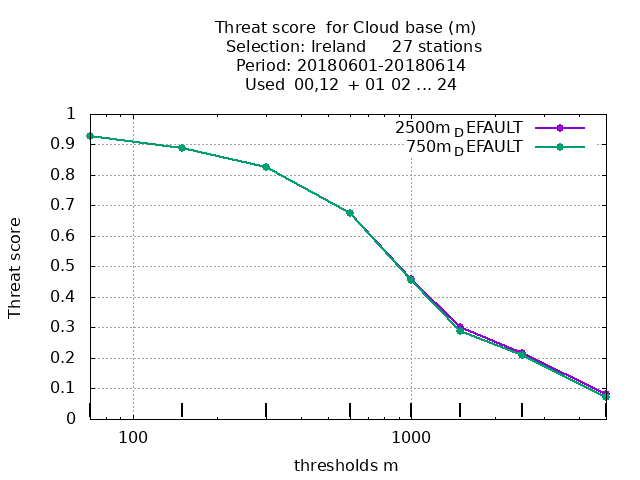 Threat score  for Cloud base (m)
Selection: Ireland     27 stations
Period: 20180601-20180614
Used  00,12  + 01 02 ... 24
2500m_DEFAULT
750m_DEFAULT
1
0.9
0.8
0.7
0.6
0.5
0.4
0.3
0.2
0.1
0
Threat score
100
1000
thresholds m